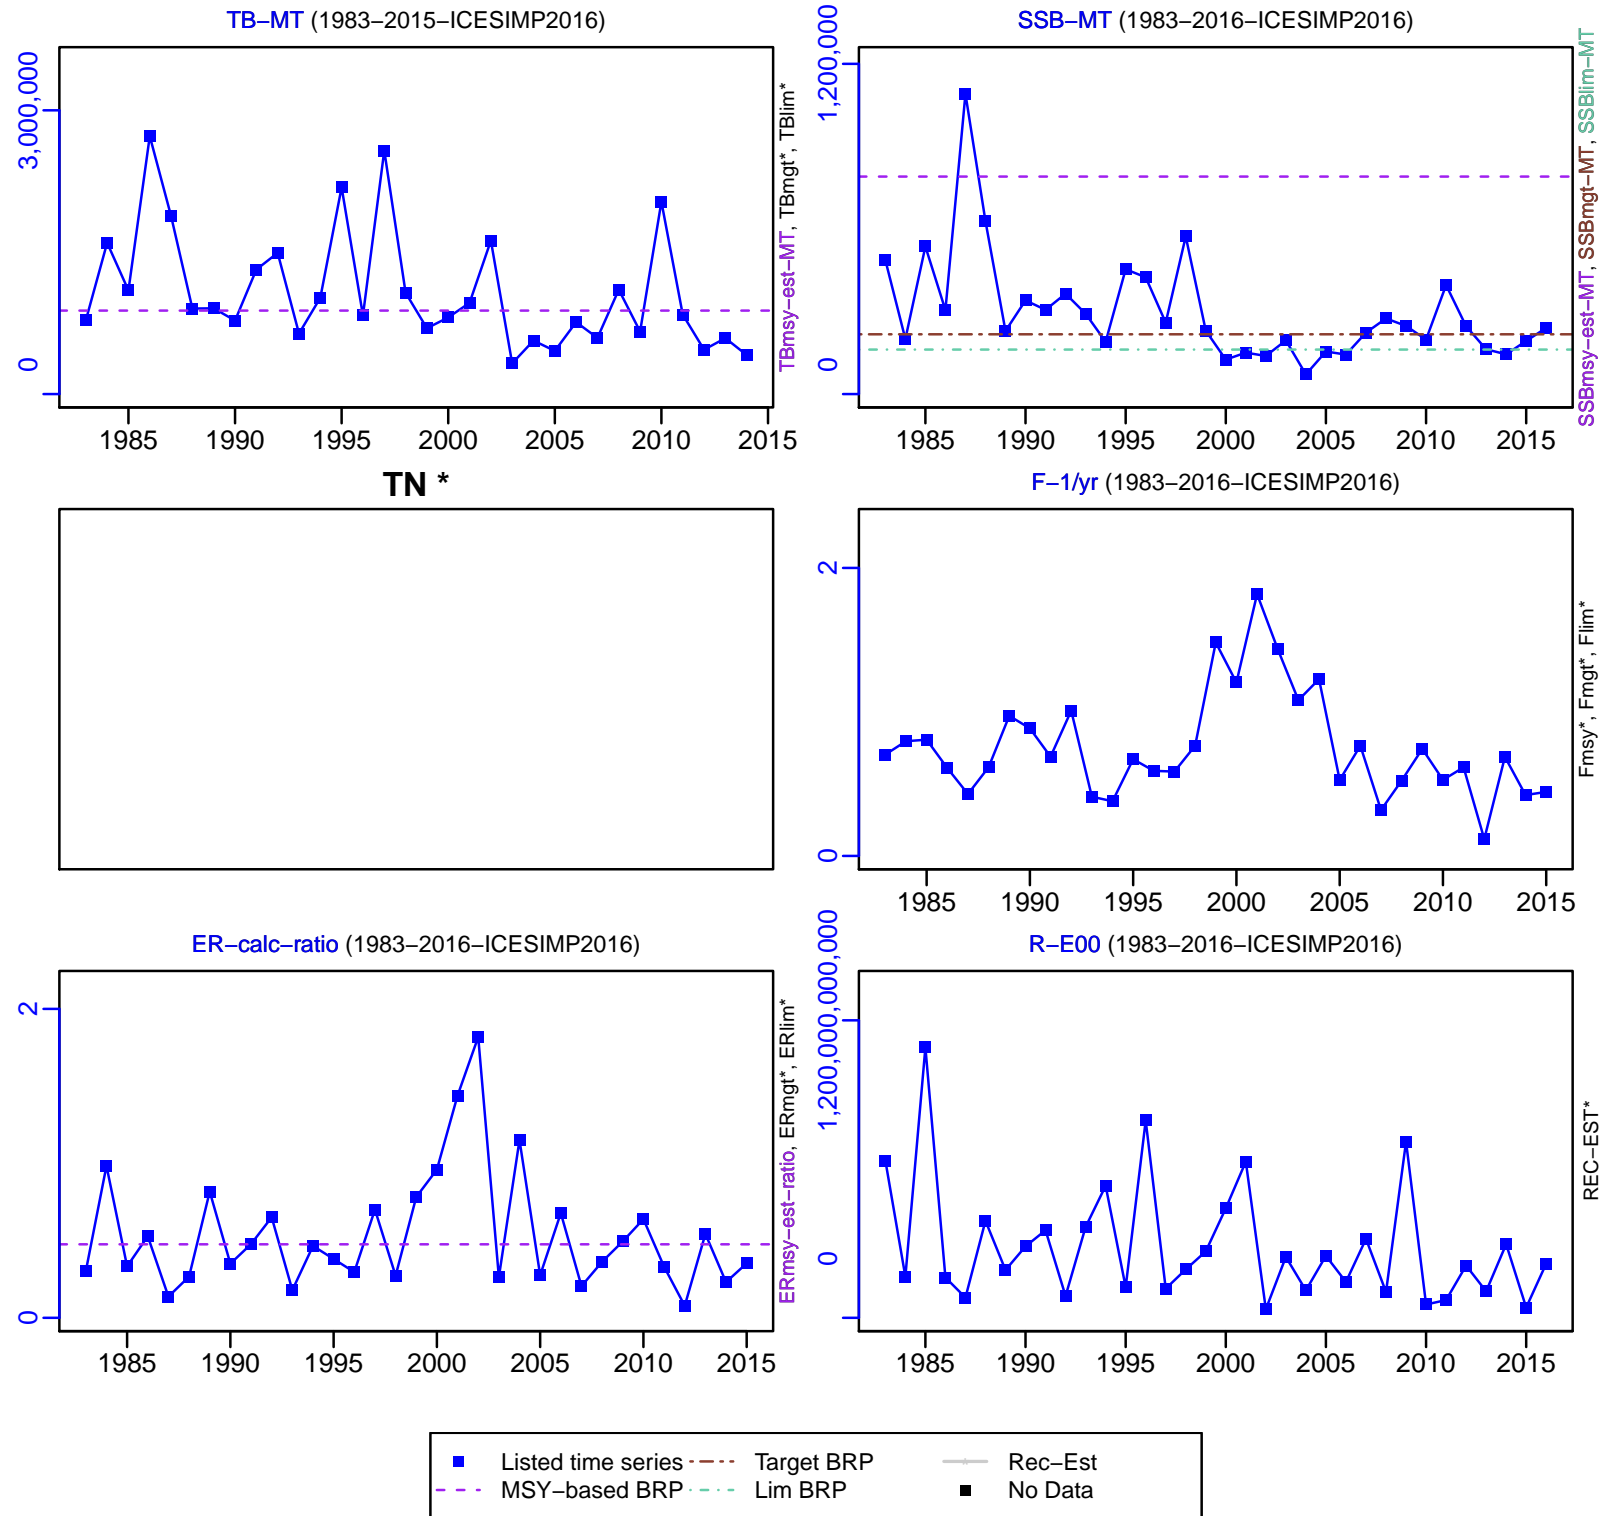 TB−MT (1983−2015−ICESIMP2016)
3,000,000
0
1985 1990 1995 2000 2005 2010 2015
TBmsy−est−MT, TBmgt*, TBlim*
SSB−MT (1983−2016−ICESIMP2016)
1,200,000
0
1985 1990 1995 2000 2005 2010 2015
SSBmsy−est−MT, SSBmgt−MT, SSBlim−MT
TN *
F−1/yr (1983−2016−ICESIMP2016)
2
0
1985 1990 1995 2000 2005 2010 2015
Fmsy*, Fmgt*, Flim*
ER−calc−ratio (1983−2016−ICESIMP2016)
2
0
1985 1990 1995 2000 2005 2010 2015
ERmsy−est−ratio, ERmgt*, ERlim*
R−E00 (1983−2016−ICESIMP2016)
1,200,000,000,000
0
1985 1990 1995 2000 2005 2010 2015
REC−EST*
Listed time series Target BRP Rec−Est
MSY−based BRP Lim BRP No Data